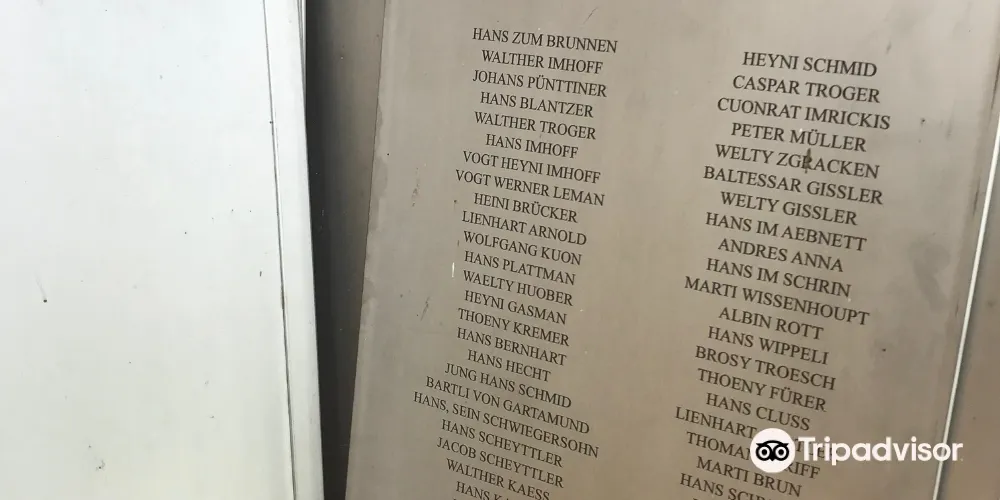 HANS ZUM BRUNNEN
WALTHER IMHOFF
JOHANS PÜNTTINER
HANS BLANTZER
WALTHER TROGER
HANS IMHOFF
VOGT HEYNI IMHOFF
VOGT WERNER LEMAN
HEINI BRÜCKER
LIENHART ARNOLD
WOLFGANG KUON
HANS PLATTMAN
WAELTY HUOBER
HEYNI GASMAN
THOENY KREMER
HANS BERNHART
HANS HECHT
JUNG HANS SCHMID
BARTLI VON GARTAMUND
HANS, SEIN SCHWIEGERSOHN
HANS SCHEYTTLER
JACOB SCHEYTTLER
WALTHER KAESS
HANS
HEYNI SCHMID
CASPAR TROGER
CUONRAT IMRICKIS
PETER MÜLLER
WELTY ZGRACKEN
BALTESSAR GISSLER
WELTY GISSLER
HANS IM AEBNETT
ANDRES ANNA
HANS IM SCHRIN
MARTI WISSENHOUPT
ALBIN ROTT
HANS WIPPELI
BROSY TROESCH
THOENY FÜRER
HANS CLUSS
LIENHART
MARTI BRUN
HANS
Tripadvisor